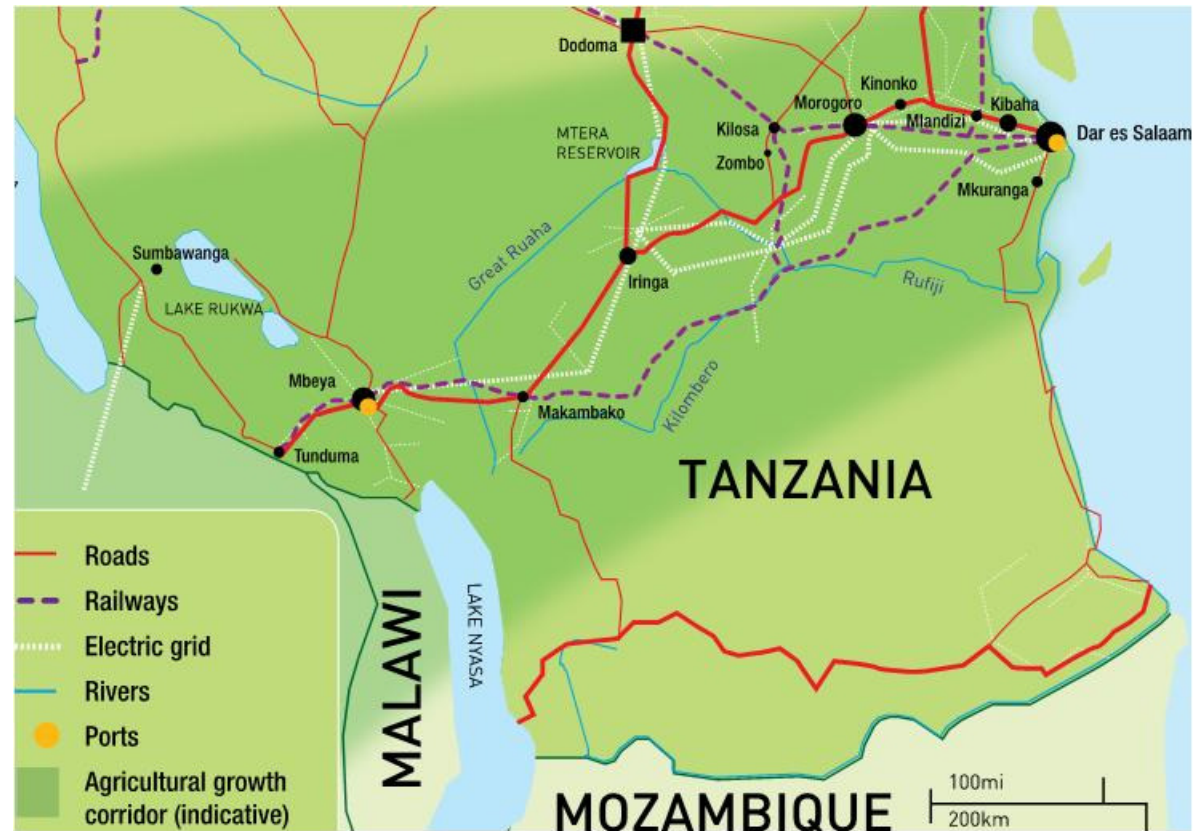 Dodoma
Kinonko
Morogoro
Kibaha
Mlandizi
Kilosa
Dar es Salaam
MTERA
RESERVOIR
Zombo
Mkuranga
Sumbawanga
Great Ruaha
Iringa
Rufiji
LAKE RUKWA
Mbeya
Kilombero
Makambako
Tunduma
TANZANIA
Roads
Railways
Electric grid
Rivers
Ports
Agricultural growth
corridor (indicative)
MALAWI
LAKE NYASA
MOZAMBIQUE
100mi
200km